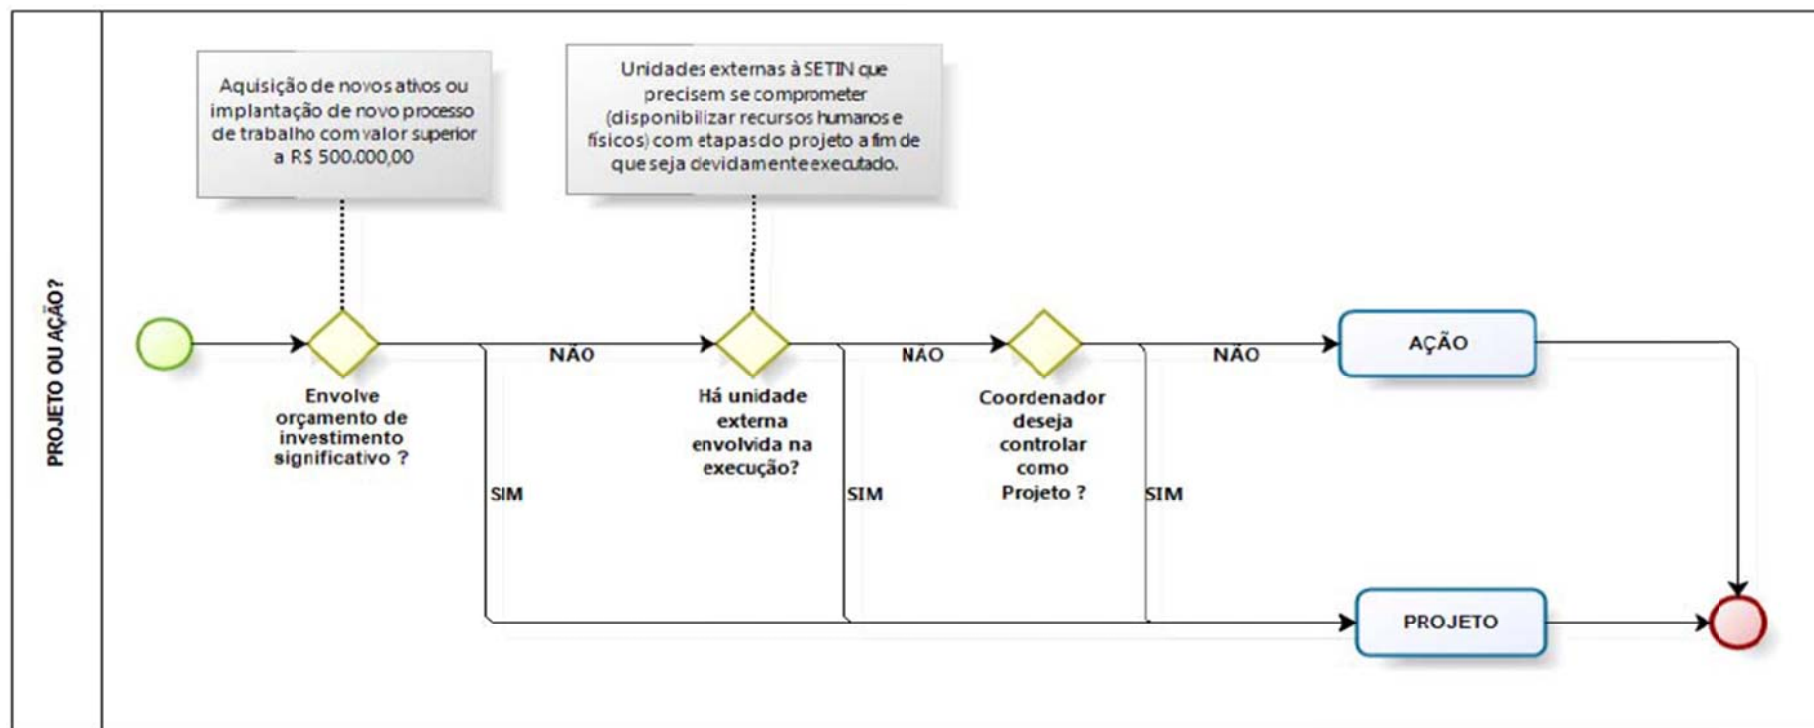 PROJETO OU AÇÃO?
Aquisição de novos ativos ou
implantação de novo processo
de trabalho com valor superior
a R$ 500.000,00
Unidades externas à SETIN que
precisem se comprometer
(disponibilizar recursos humanos e
físicos) com etapas do projeto a fim de
que seja devidamente executado.
Envolve
orçamento de
investimento
significativo ?
NÃO
SIM
Há unidade
externa
envolvida na
execução?
NÃO
SIM
Coordenador
deseja
controlar
como
Projeto ?
NÃO
SIM
AÇÃO
PROJETO